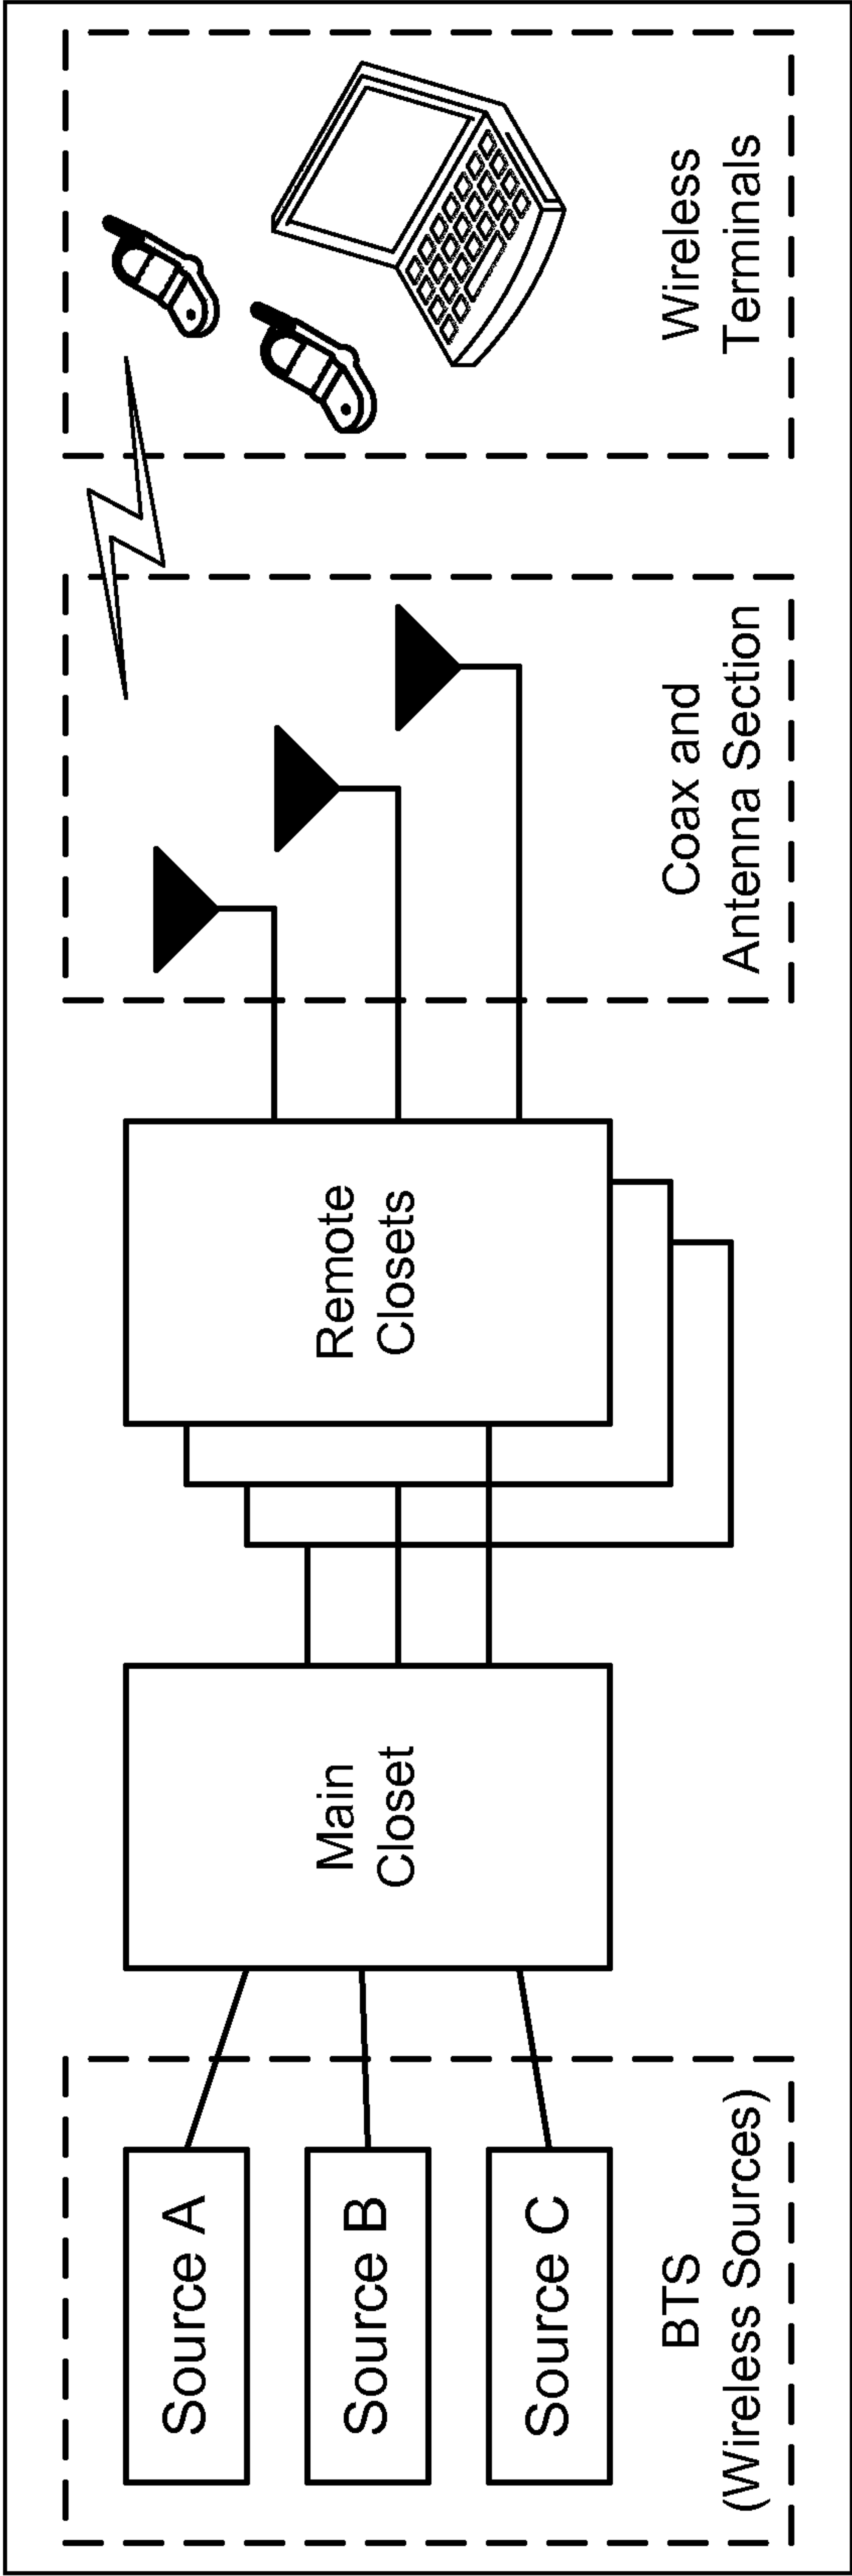 Source A
Source B
Source C
BTS
(Wireless Sources)
Main
Closet
Remote
Closets
Coax and
Antenna Section
Wireless
Terminals